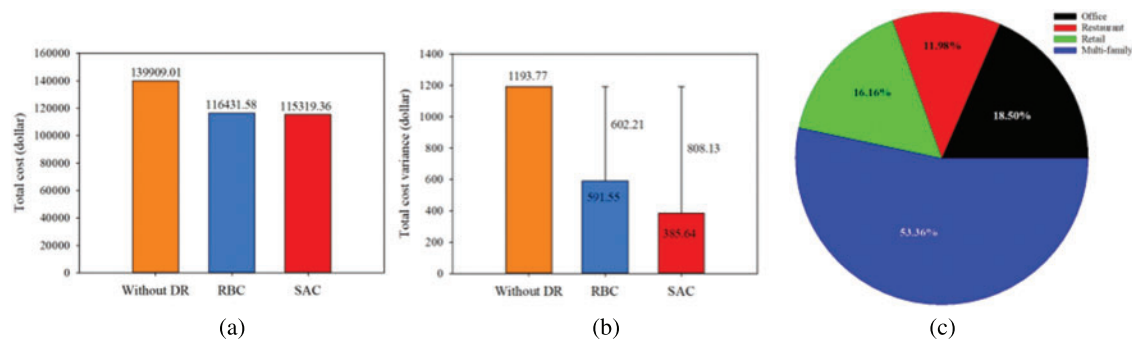 Total cost (dollar)
160000
140000
120000
100000
80000
60000
40000
20000
0
139909.01
116431.58
115319.36
Without DR RBC SAC
(a)
Total cost variance (dollar)
1400
1200
1000
800
600
400
200
0
1193.77
602.21
591.55
808.13
385.64
Without DR RBC SAC
(b)
Office
Restaurant
Retail
Multi-family
11.98%
16.16%
18.50%
53.36%
(c)